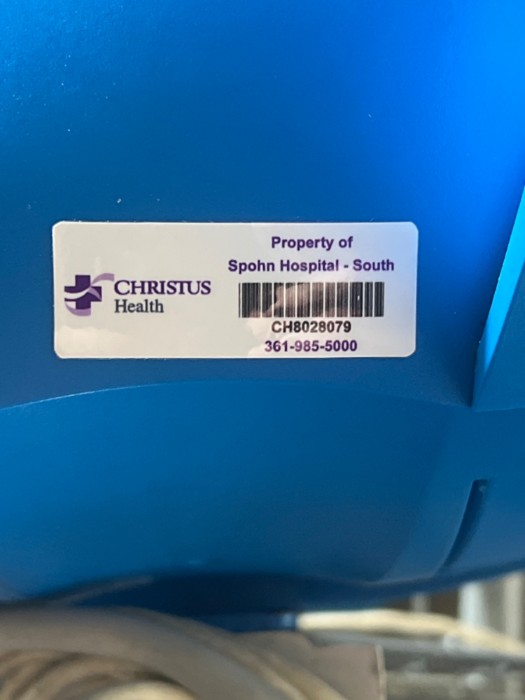 CHRISTUS
Health
Property of
Spohn Hospital - South
CH8028079
361-985-5000